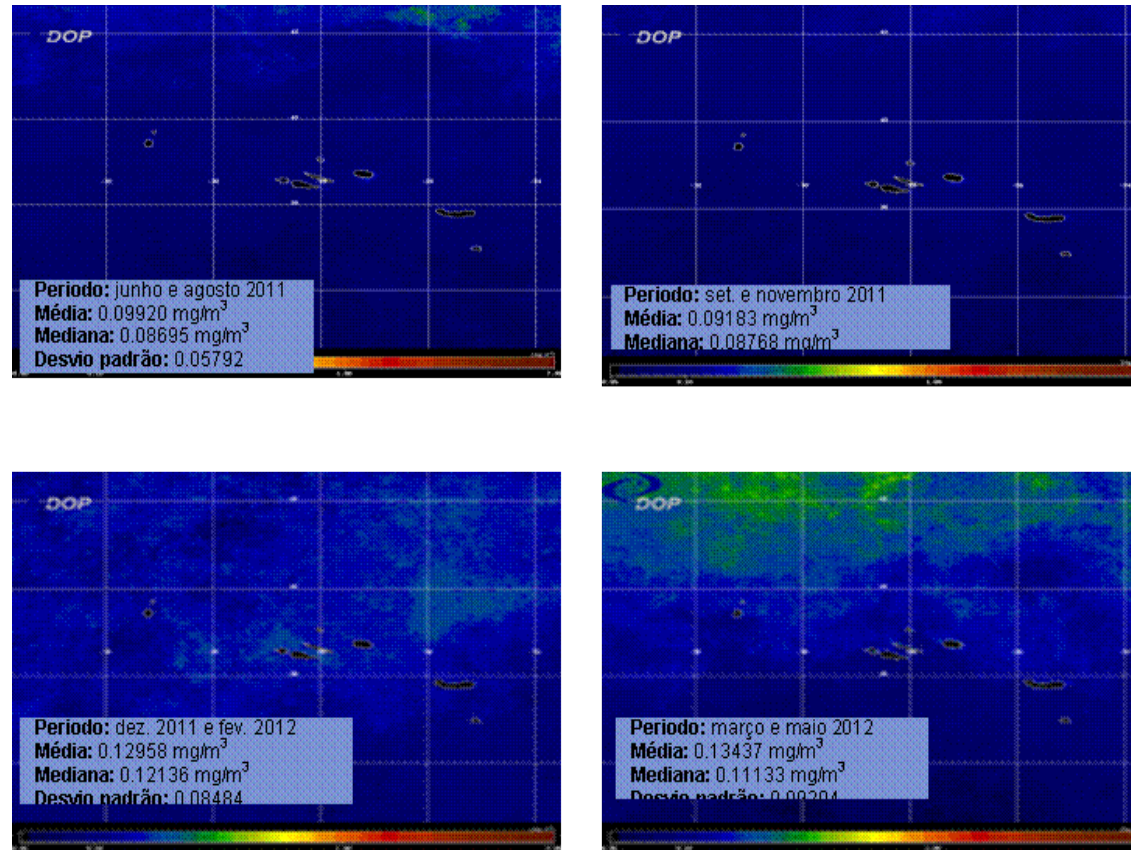 DOP
Periodo: junho e agosto 2011
Média: 0.09920 mg/m³
Mediana: 0.08695 mg/m³
Desvio padrão: 0.05792
DOP
Periodo: set. e novembro 2011
Média: 0.09183 mg/m³
Mediana: 0.08768 mg/m³
DOP
Periodo: dez. 2011 e fev. 2012
Média: 0.12958 mg/m³
Mediana: 0.12136 mg/m³
Desvio padrão: 0.08484
DOP
Periodo: março e maio 2012
Média: 0.13437 mg/m³
Mediana: 0.11133 mg/m³
Desvio padrão: